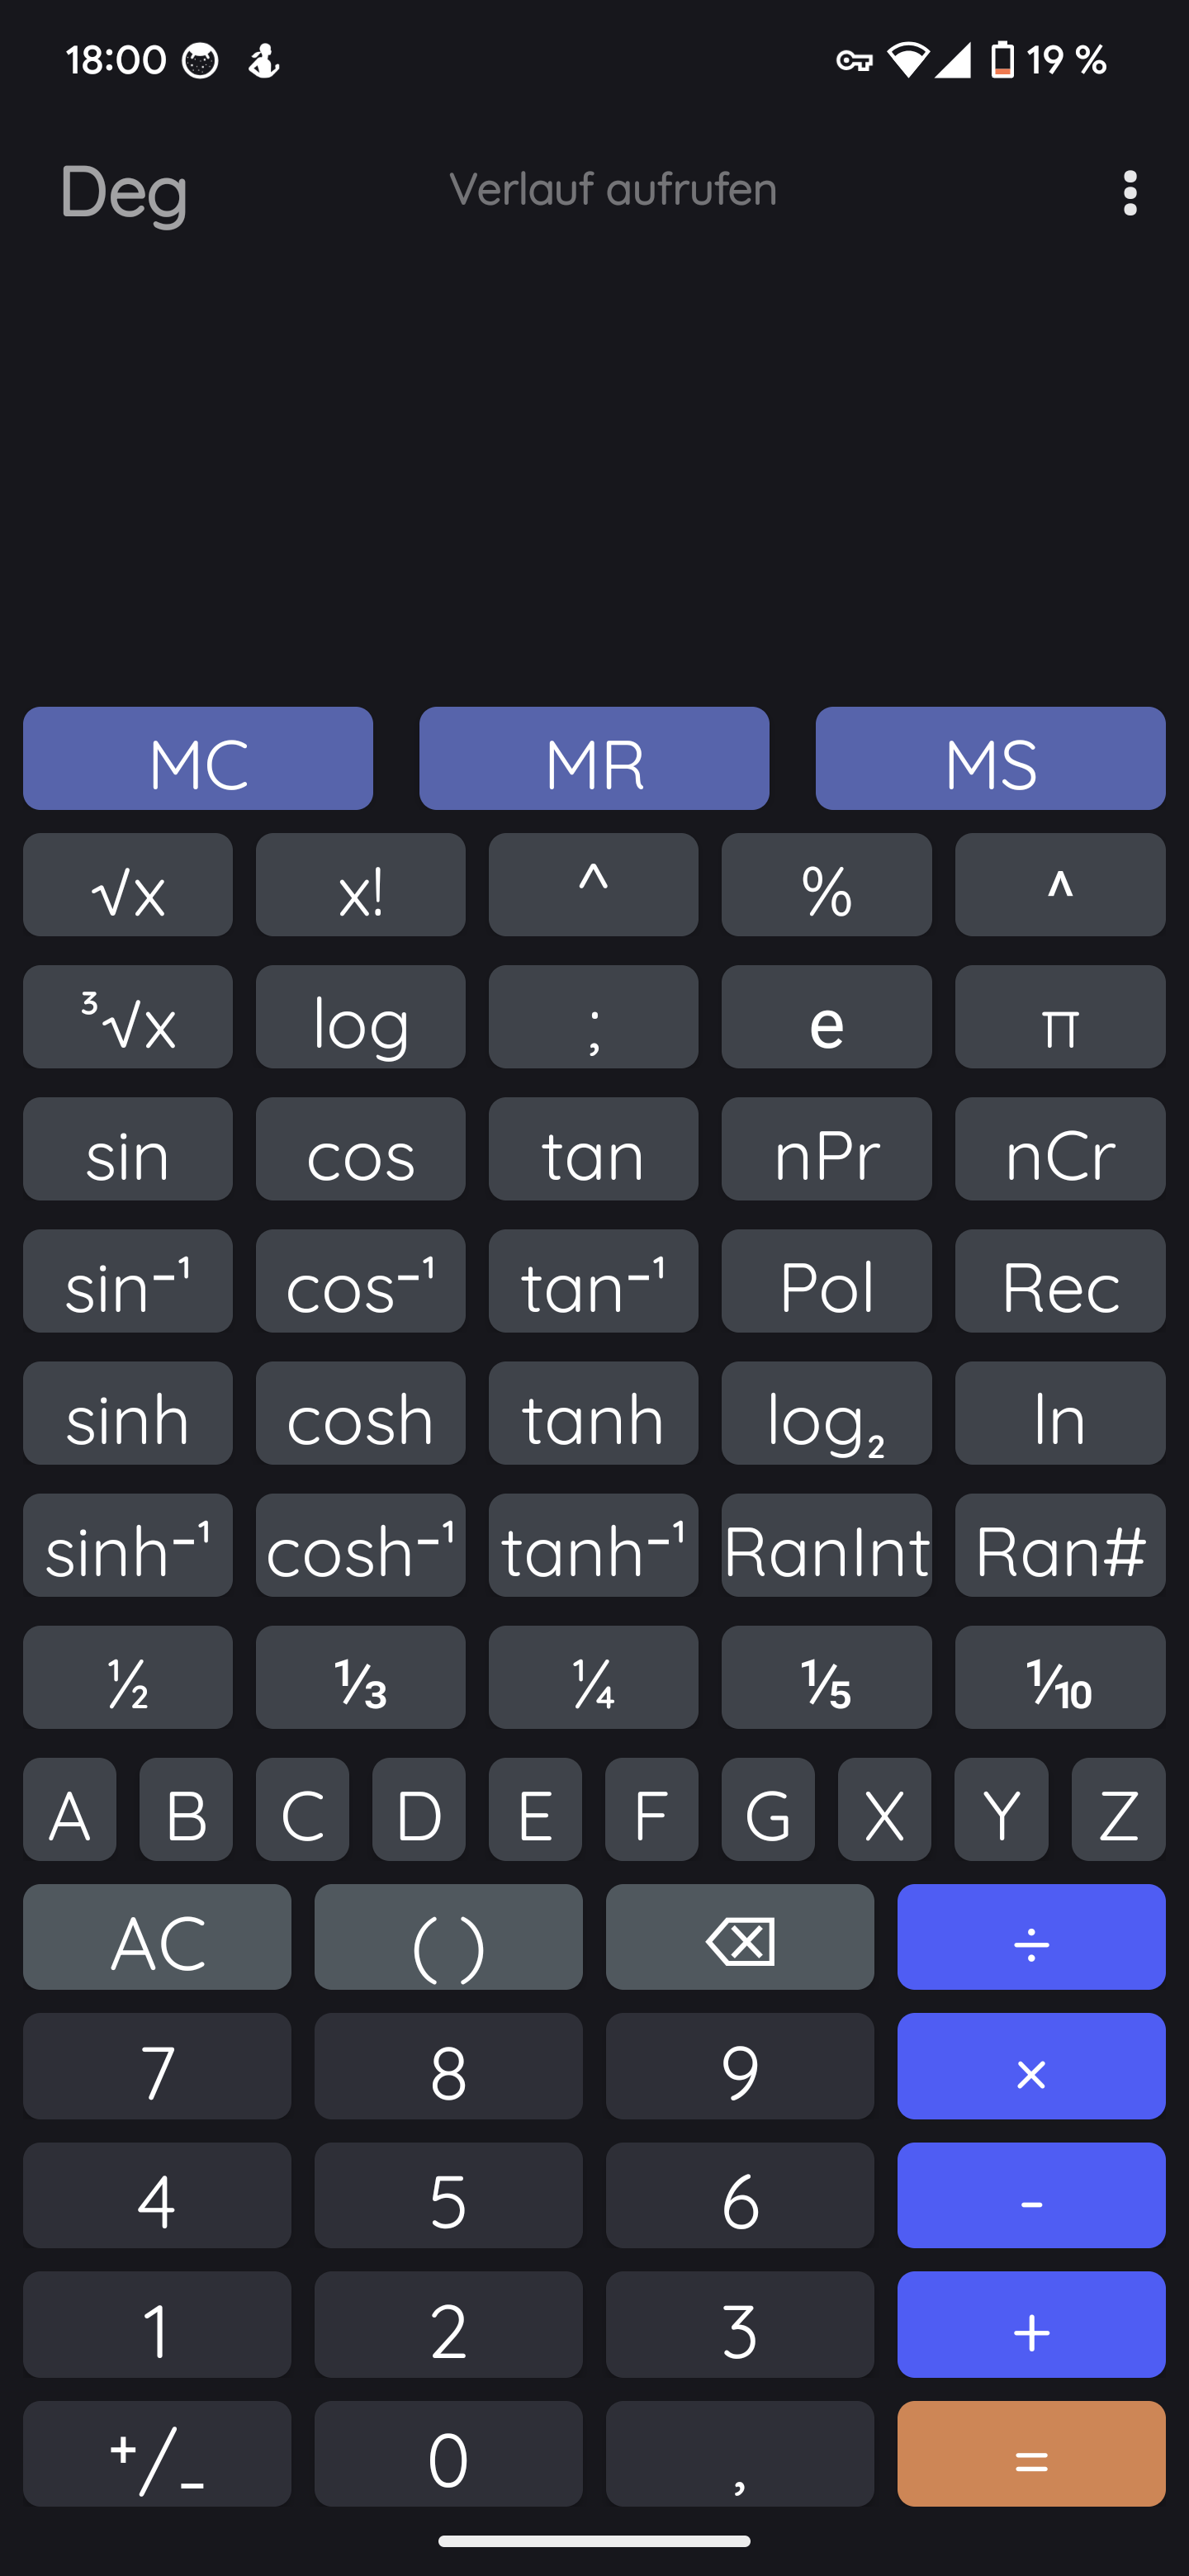 18:00 19 %
Deg Verlauf aufrufen
MC MR MS
√x x! ^ % ^
³√x log ; e π
sin cos tan nPr nCr
sin⁻¹ cos⁻¹ tan⁻¹ Pol Rec
sinh cosh tanh log₂ ln
sinh⁻¹ cosh⁻¹ tanh⁻¹ RanInt Ran#
½ ⅓ ¼ ⅕ ⅒
A B C D E F G X Y Z
AC ( ) ⌫ ÷
7 8 9 ×
4 5 6 -
1 2 3 +
⁺/₋ 0 , =